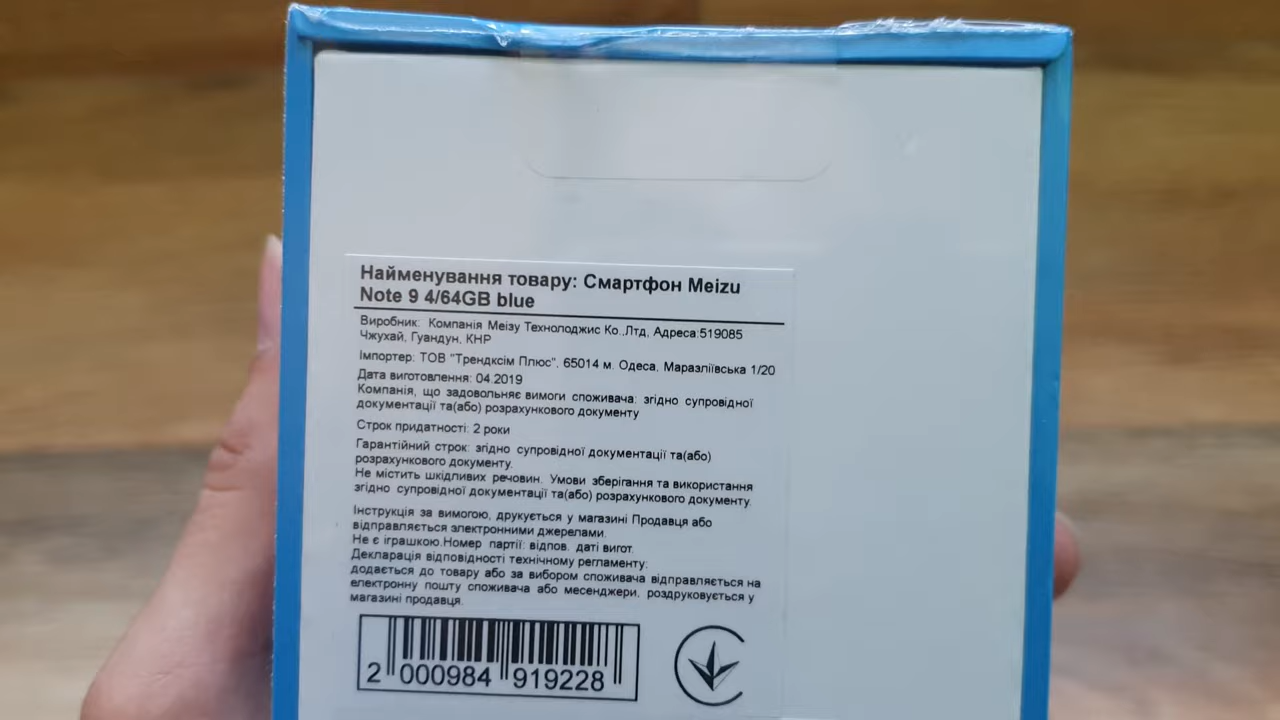 Найменування товару: Смартфон Meizu
Note 9 4/64GB blue
Виробник: Компанія Меізу Технолоджис Ко.,Лтд, Адреса:519085
Чжухай, Гуандун, КНР
Імпортер: ТОВ "Трендксім Плюс", 65014 м. Одеса, Маразліївська 1/20
Дата виготовлення: 04.2019
Компанія, що задовольняє вимоги споживача: згідно супровідної
документації та(або) розрахункового документу
Строк придатності: 2 роки
Гарантійний строк: згідно супровідної документації та(або)
розрахункового документу.
Не містить шкідливих речовин. Умови зберігання та використання
згідно супровідної документації та(або) розрахункового документу.
Інструкція за вимогою, друкується у магазині Продавця або
відправляється злектронними джерелами.
Не є іграшкою.Номер партії: відпов. даті вигот.
Декларація відповідності технічному регламенту:
додається до товару або за вибором споживача відправляється на
електронну пошту споживача або месенджери, роздруковується у
магазині продавця.
2 000984 919228